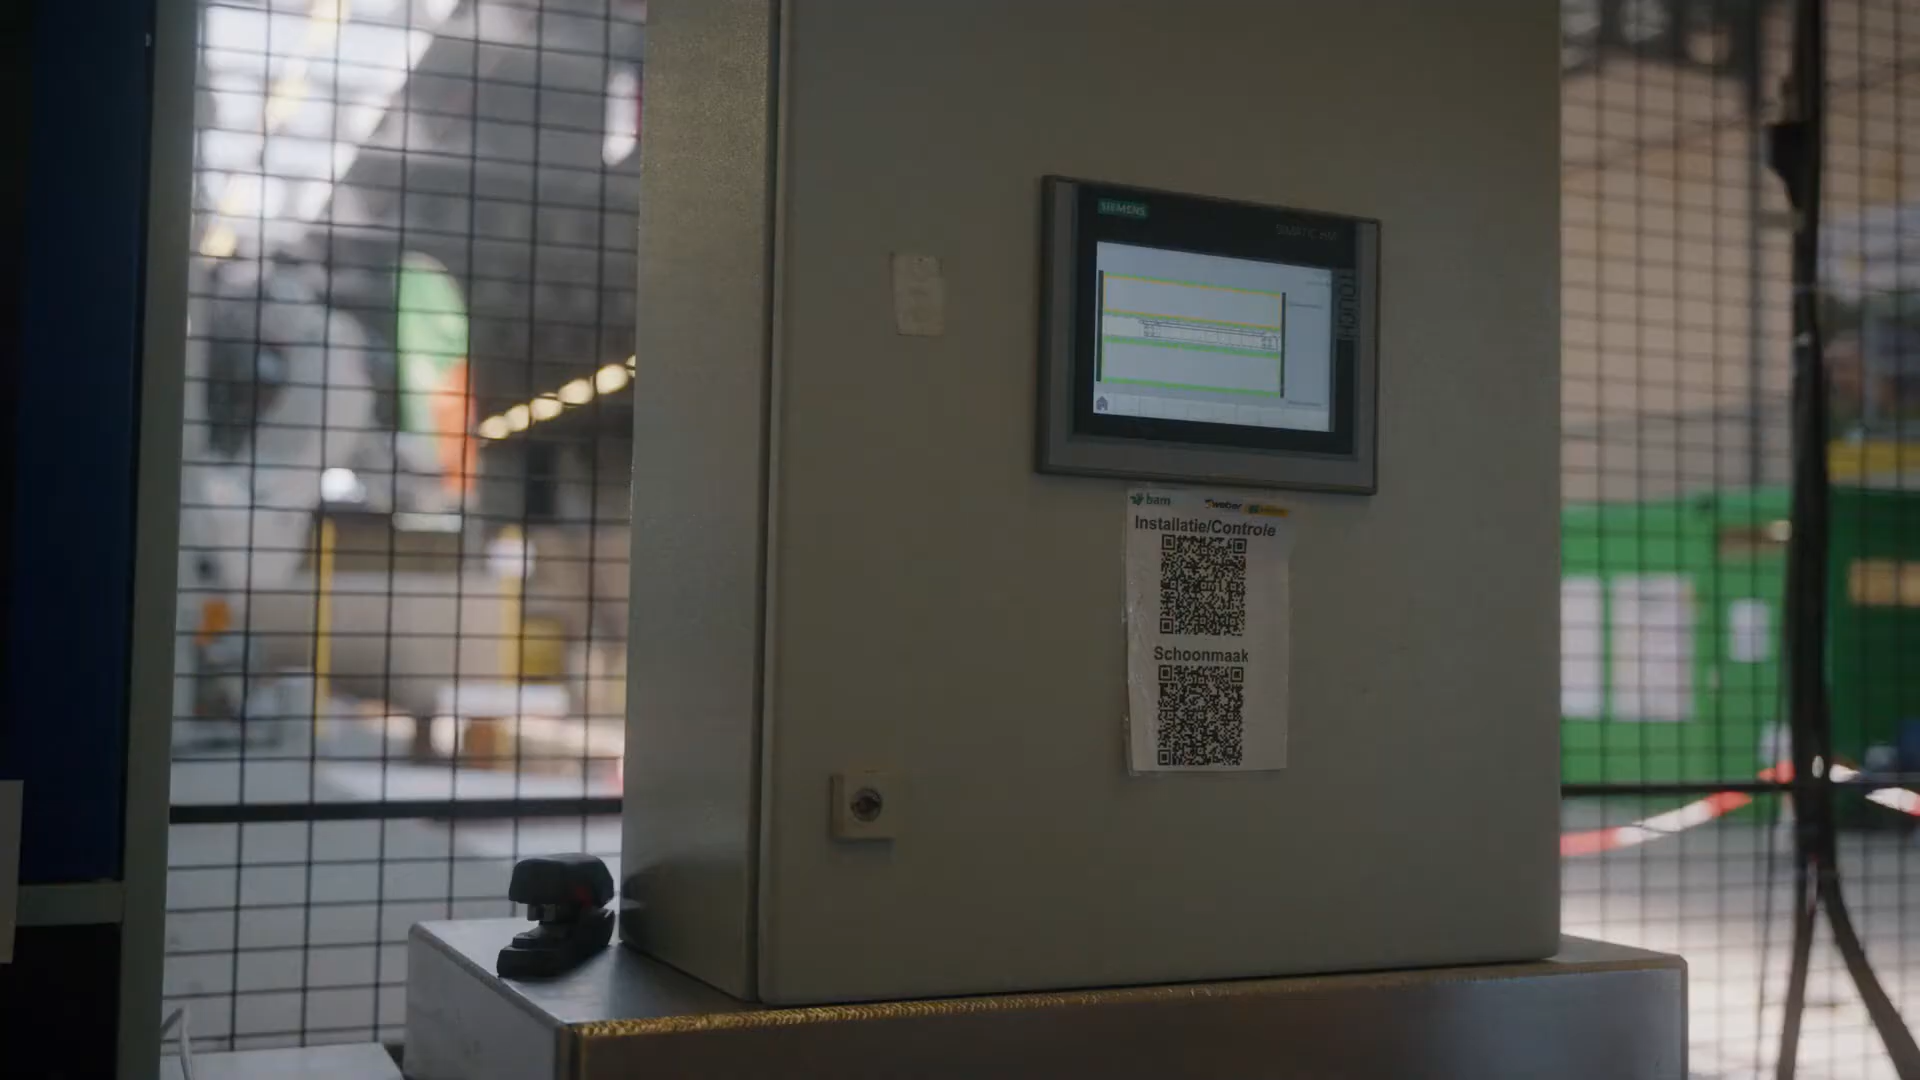 SIEMENS
SIMATIC HMI
TOUCH
bam
weber
Installatie/Controle
Schoonmaak